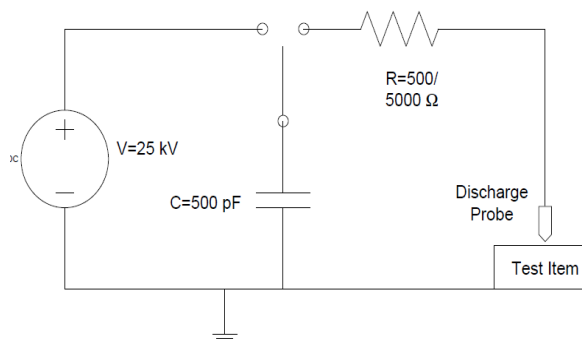 R=500/
5000 Ω
V=25 kV
C=500 pF
Discharge
Probe
Test Item